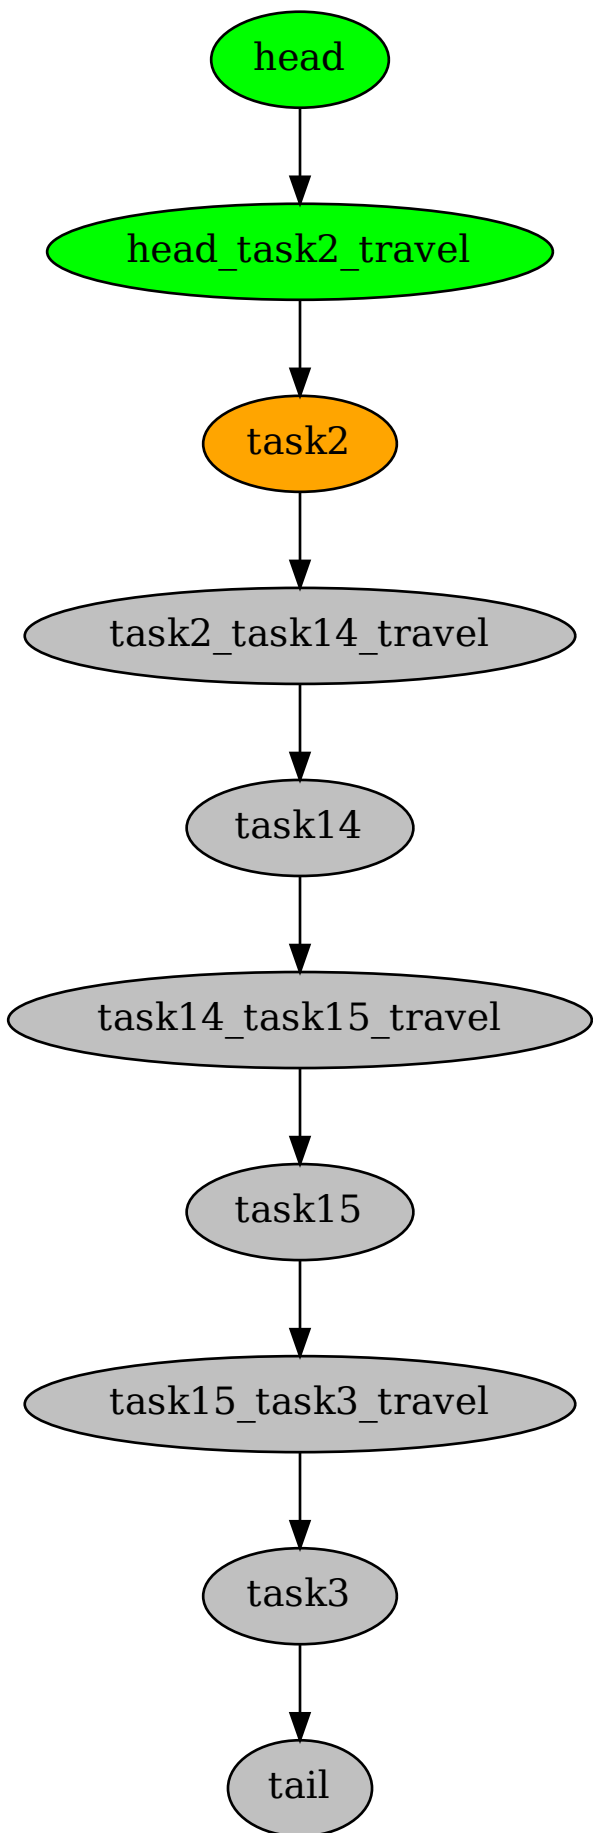 head
head_task2_travel
task2
task2_task14_travel
task14
task14_task15_travel
task15
task15_task3_travel
task3
tail